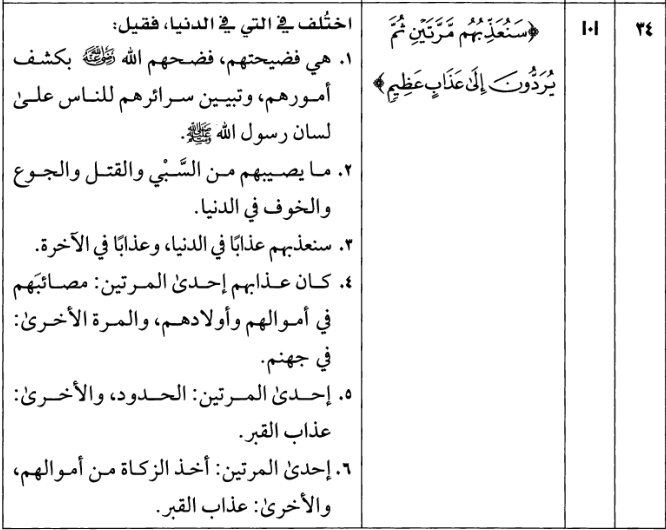 ٣٤
١٠١
﴿سَنُعَذِّبُهُم مَّرَّتَيْنِ ثُمَّ
يُرَدُّونَ إِلَىٰ عَذَابٍ عَظِيمٍ﴾
اختُلف في التي في الدنيا، فقيل:
١. هي فضيحتهم، فضحهم الله ﷻ بكشف
أمورهم، وتبيين سرائرهم للناس علىٰ
لسان رسول الله ﷺ.
٢. ما يصيبهم من السَّبْي والقتل والجوع
والخوف في الدنيا.
٣. سنعذبهم عذابًا في الدنيا، وعذابًا في الآخرة.
٤. كان عذابهم إحدىٰ المرتين: مصائبَهم
في أموالهم وأولادهم، والمرة الأخرىٰ:
في جهنم.
٥. إحدىٰ المرتين: الحدود، والأخرىٰ:
عذاب القبر.
٦. إحدىٰ المرتين: أخذ الزكاة من أموالهم،
والأخرىٰ: عذاب القبر.